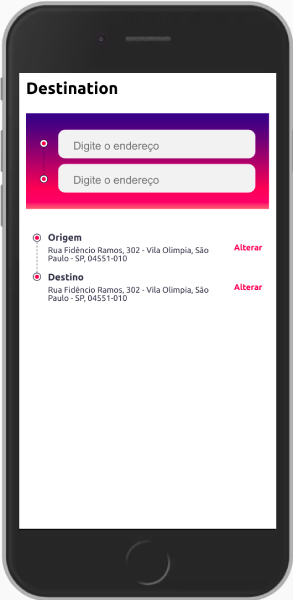 Destination
Digite o endereço
Digite o endereço
Origem
Rua Fidêncio Ramos, 302 - Vila Olimpia, São
Paulo - SP, 04551-010
Alterar
Destino
Rua Fidêncio Ramos, 302 - Vila Olimpia, São
Paulo - SP, 04551-010
Alterar